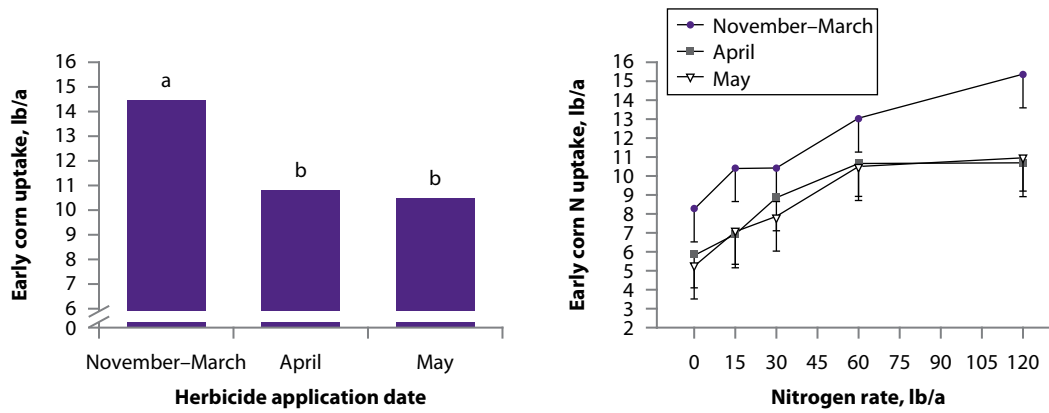 Early corn uptake, lb/a
16
15
14
13
12
11
10
9
8
7
6
0
a
b
b
November–March
April
May
Herbicide application date
November–March
April
May
Early corn N uptake, lb/a
16
15
14
13
12
11
10
9
8
7
6
5
4
3
2
0
15
30
45
60
75
90
105
120
Nitrogen rate, lb/a